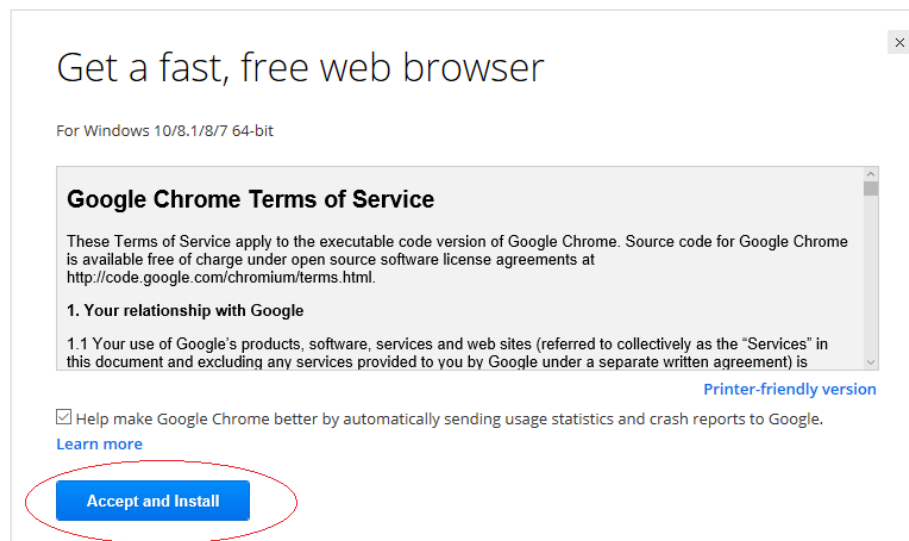 Get a fast, free web browser
For Windows 10/8.1/8/7 64-bit
Google Chrome Terms of Service
These Terms of Service apply to the executable code version of Google Chrome. Source code for Google Chrome
is available free of charge under open source software license agreements at
http://code.google.com/chromium/terms.html.
1. Your relationship with Google
1.1 Your use of Google's products, software, services and web sites (referred to collectively as the “Services” in
this document and excluding any services provided to you by Google under a separate written agreement) is
Printer-friendly version
Help make Google Chrome better by automatically sending usage statistics and crash reports to Google.
Learn more
Accept and Install